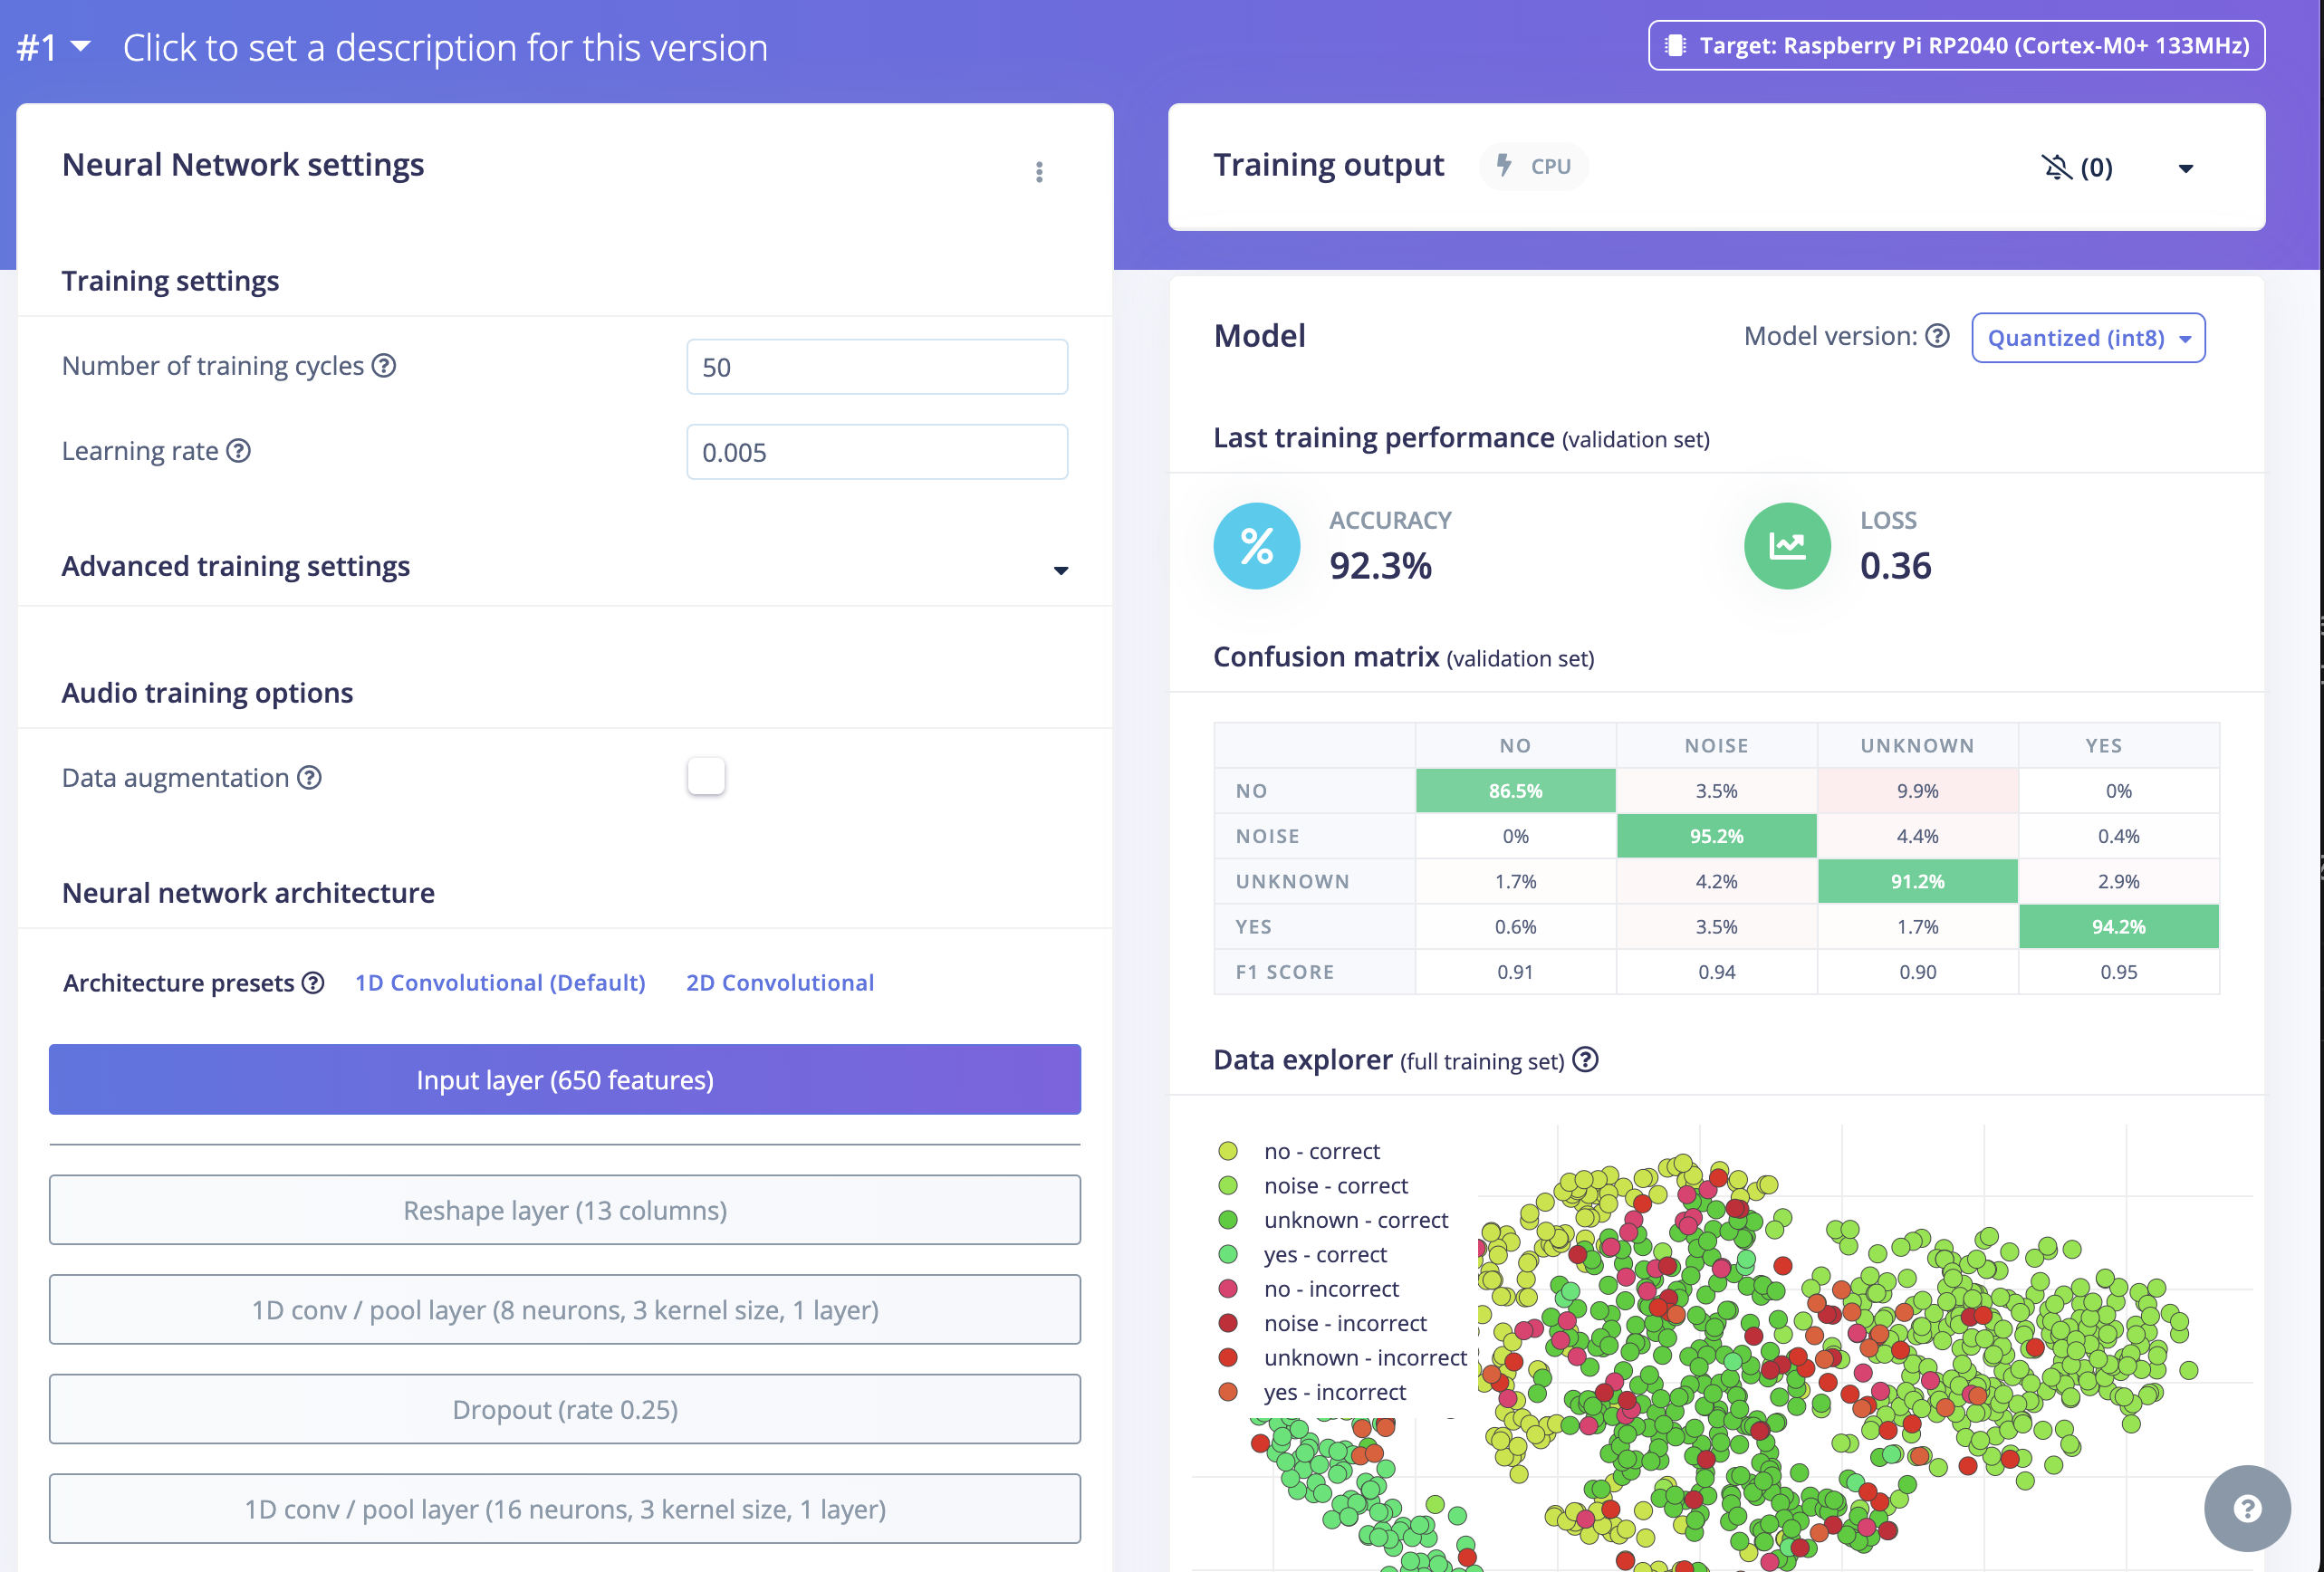 #1 Click to set a description for this version
Target: Raspberry Pi RP2040 (Cortex-M0+ 133MHz)
Neural Network settings
Training settings
Number of training cycles ?
50
Learning rate ?
0.005
Advanced training settings
Audio training options
Data augmentation ?
Neural network architecture
Architecture presets ? 1D Convolutional (Default) 2D Convolutional
Input layer (650 features)
Reshape layer (13 columns)
1D conv / pool layer (8 neurons, 3 kernel size, 1 layer)
Dropout (rate 0.25)
1D conv / pool layer (16 neurons, 3 kernel size, 1 layer)
Training output CPU (0)
Model Model version: ? Quantized (int8)
Last training performance (validation set)
% ACCURACY
92.3%
LOSS
0.36
Confusion matrix (validation set)
NO NOISE UNKNOWN YES
NO 86.5% 3.5% 9.9% 0%
NOISE 0% 95.2% 4.4% 0.4%
UNKNOWN 1.7% 4.2% 91.2% 2.9%
YES 0.6% 3.5% 1.7% 94.2%
F1 SCORE 0.91 0.94 0.90 0.95
Data explorer (full training set) ?
no - correct
noise - correct
unknown - correct
yes - correct
no - incorrect
noise - incorrect
unknown - incorrect
yes - incorrect
?